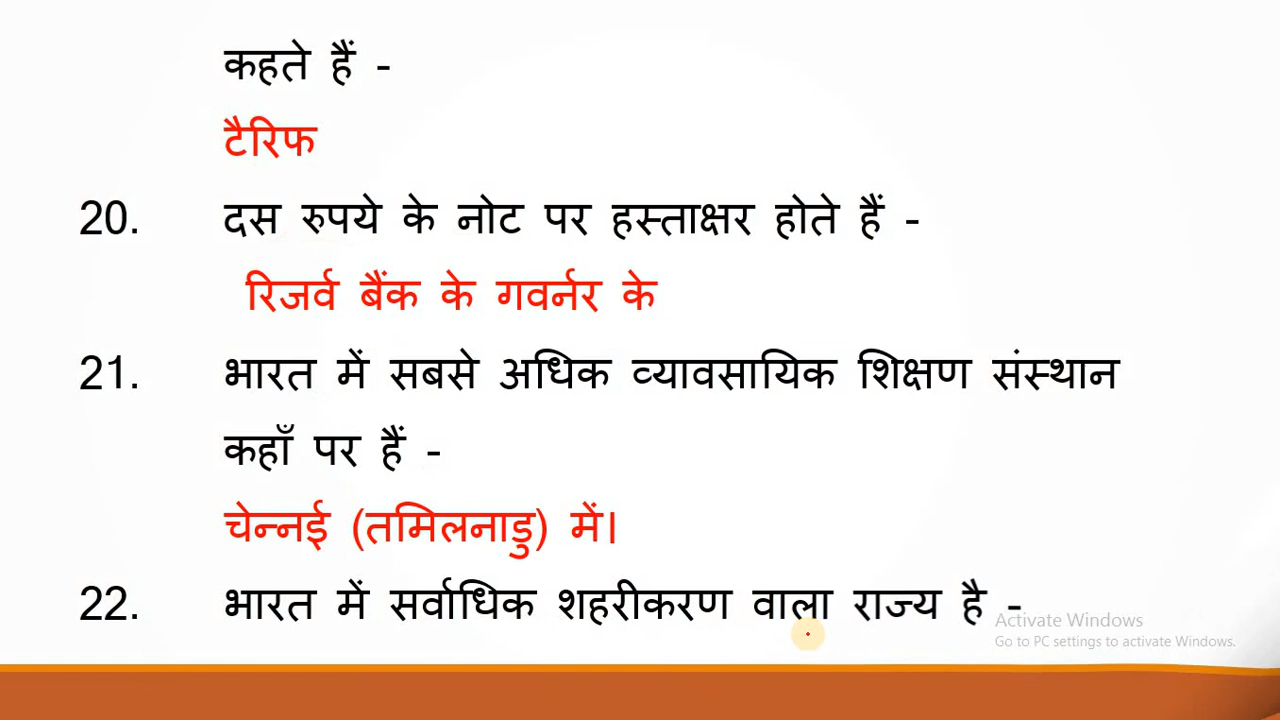 कहते हैं -
टैरिफ
20. दस रुपये के नोट पर हस्ताक्षर होते हैं -
रिजर्व बैंक के गवर्नर के
21. भारत में सबसे अधिक व्यावसायिक शिक्षण संस्थान
कहाँ पर हैं -
चेन्नई (तमिलनाडु) में।
22. भारत में सर्वाधिक शहरीकरण वाला राज्य है -
Activate Windows
Go to PC settings to activate Windows.